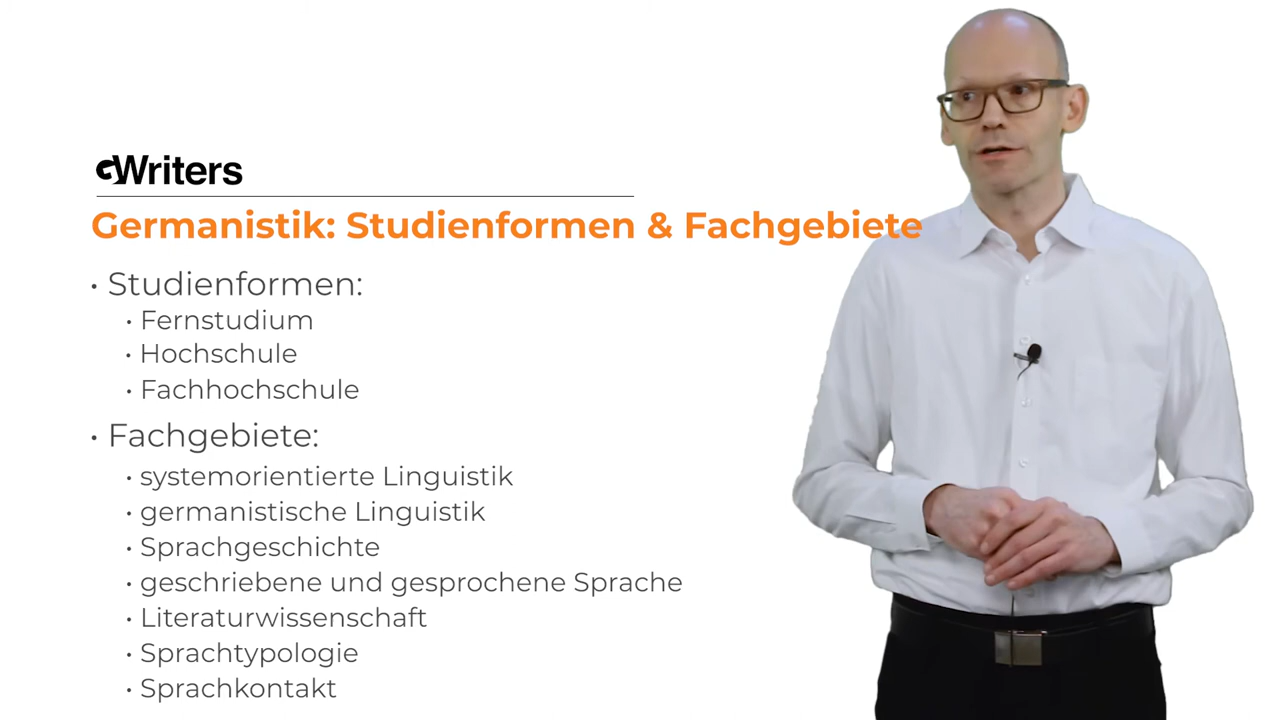 GWriters
Germanistik: Studienformen & Fachgebiete
• Studienformen:
• Fernstudium
• Hochschule
• Fachhochschule
• Fachgebiete:
• systemorientierte Linguistik
• germanistische Linguistik
• Sprachgeschichte
• geschriebene und gesprochene Sprache
• Literaturwissenschaft
• Sprachtypologie
• Sprachkontakt